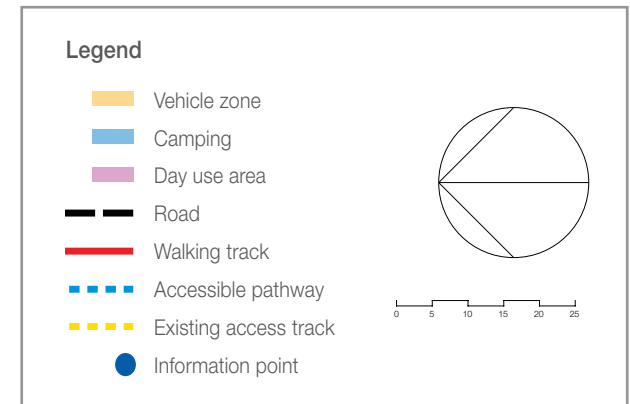 Legend
Vehicle zone
Camping
Day use area
Road
Walking track
Accessible pathway
Existing access track
Information point
0 5 10 15 20 25